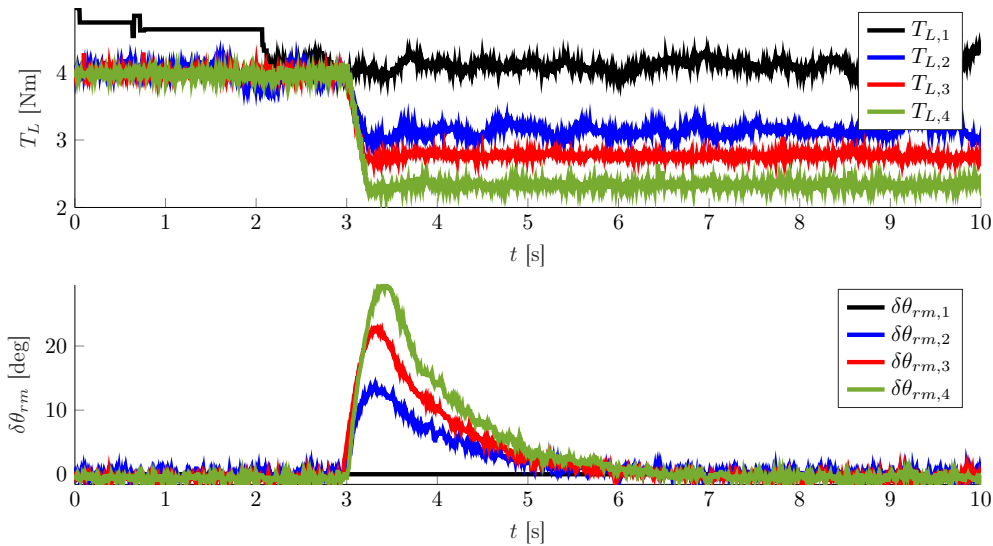 T_{L,1}
T_{L,2}
T_{L,3}
T_{L,4}
T_L [Nm]
4
3
2
0 1 2 3 4 5 6 7 8 9 10
t [s]
δθ_{rm,1}
δθ_{rm,2}
δθ_{rm,3}
δθ_{rm,4}
δθ_{rm} [deg]
20
10
0
0 1 2 3 4 5 6 7 8 9 10
t [s]